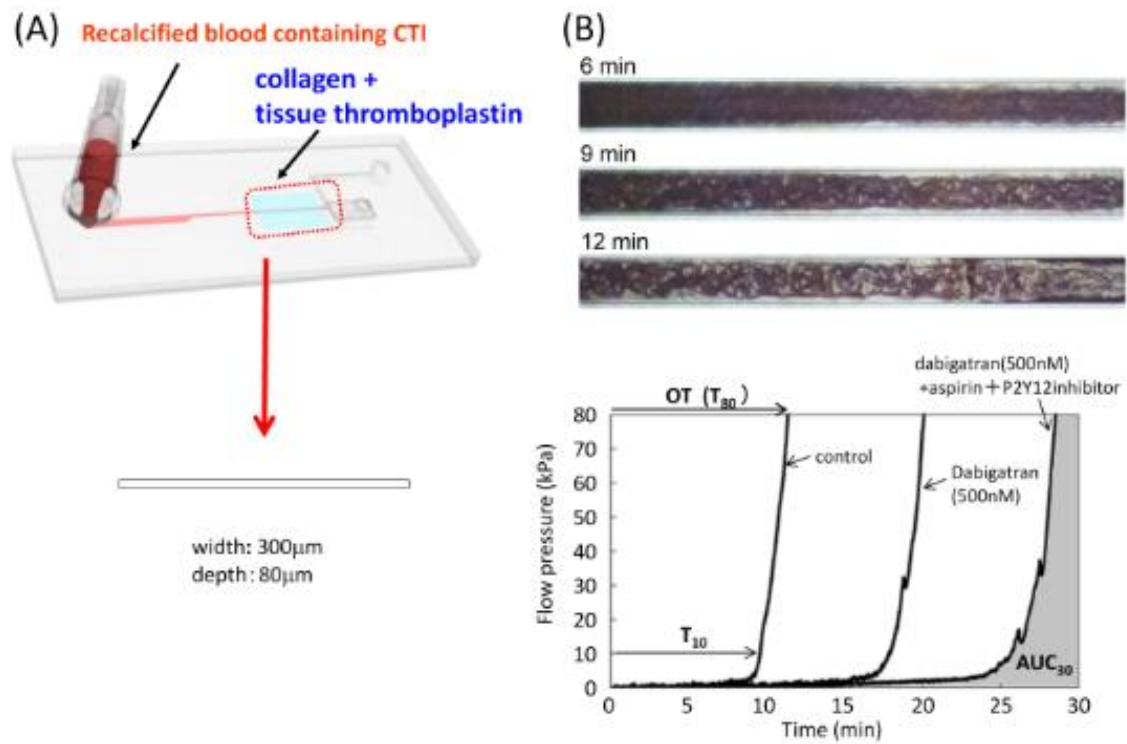 (A)
Recalcified blood containing CTI
collagen +
tissue thromboplastin
width: 300μm
depth: 80μm
(B)
6 min
9 min
12 min
dabigatran(500nM)
+aspirin+P2Y12inhibitor
OT (T80)
control
Dabigatran
(500nM)
T10
AUC30
Flow pressure (kPa)
80
70
60
50
40
30
20
10
0
0 5 10 15 20 25 30
Time (min)